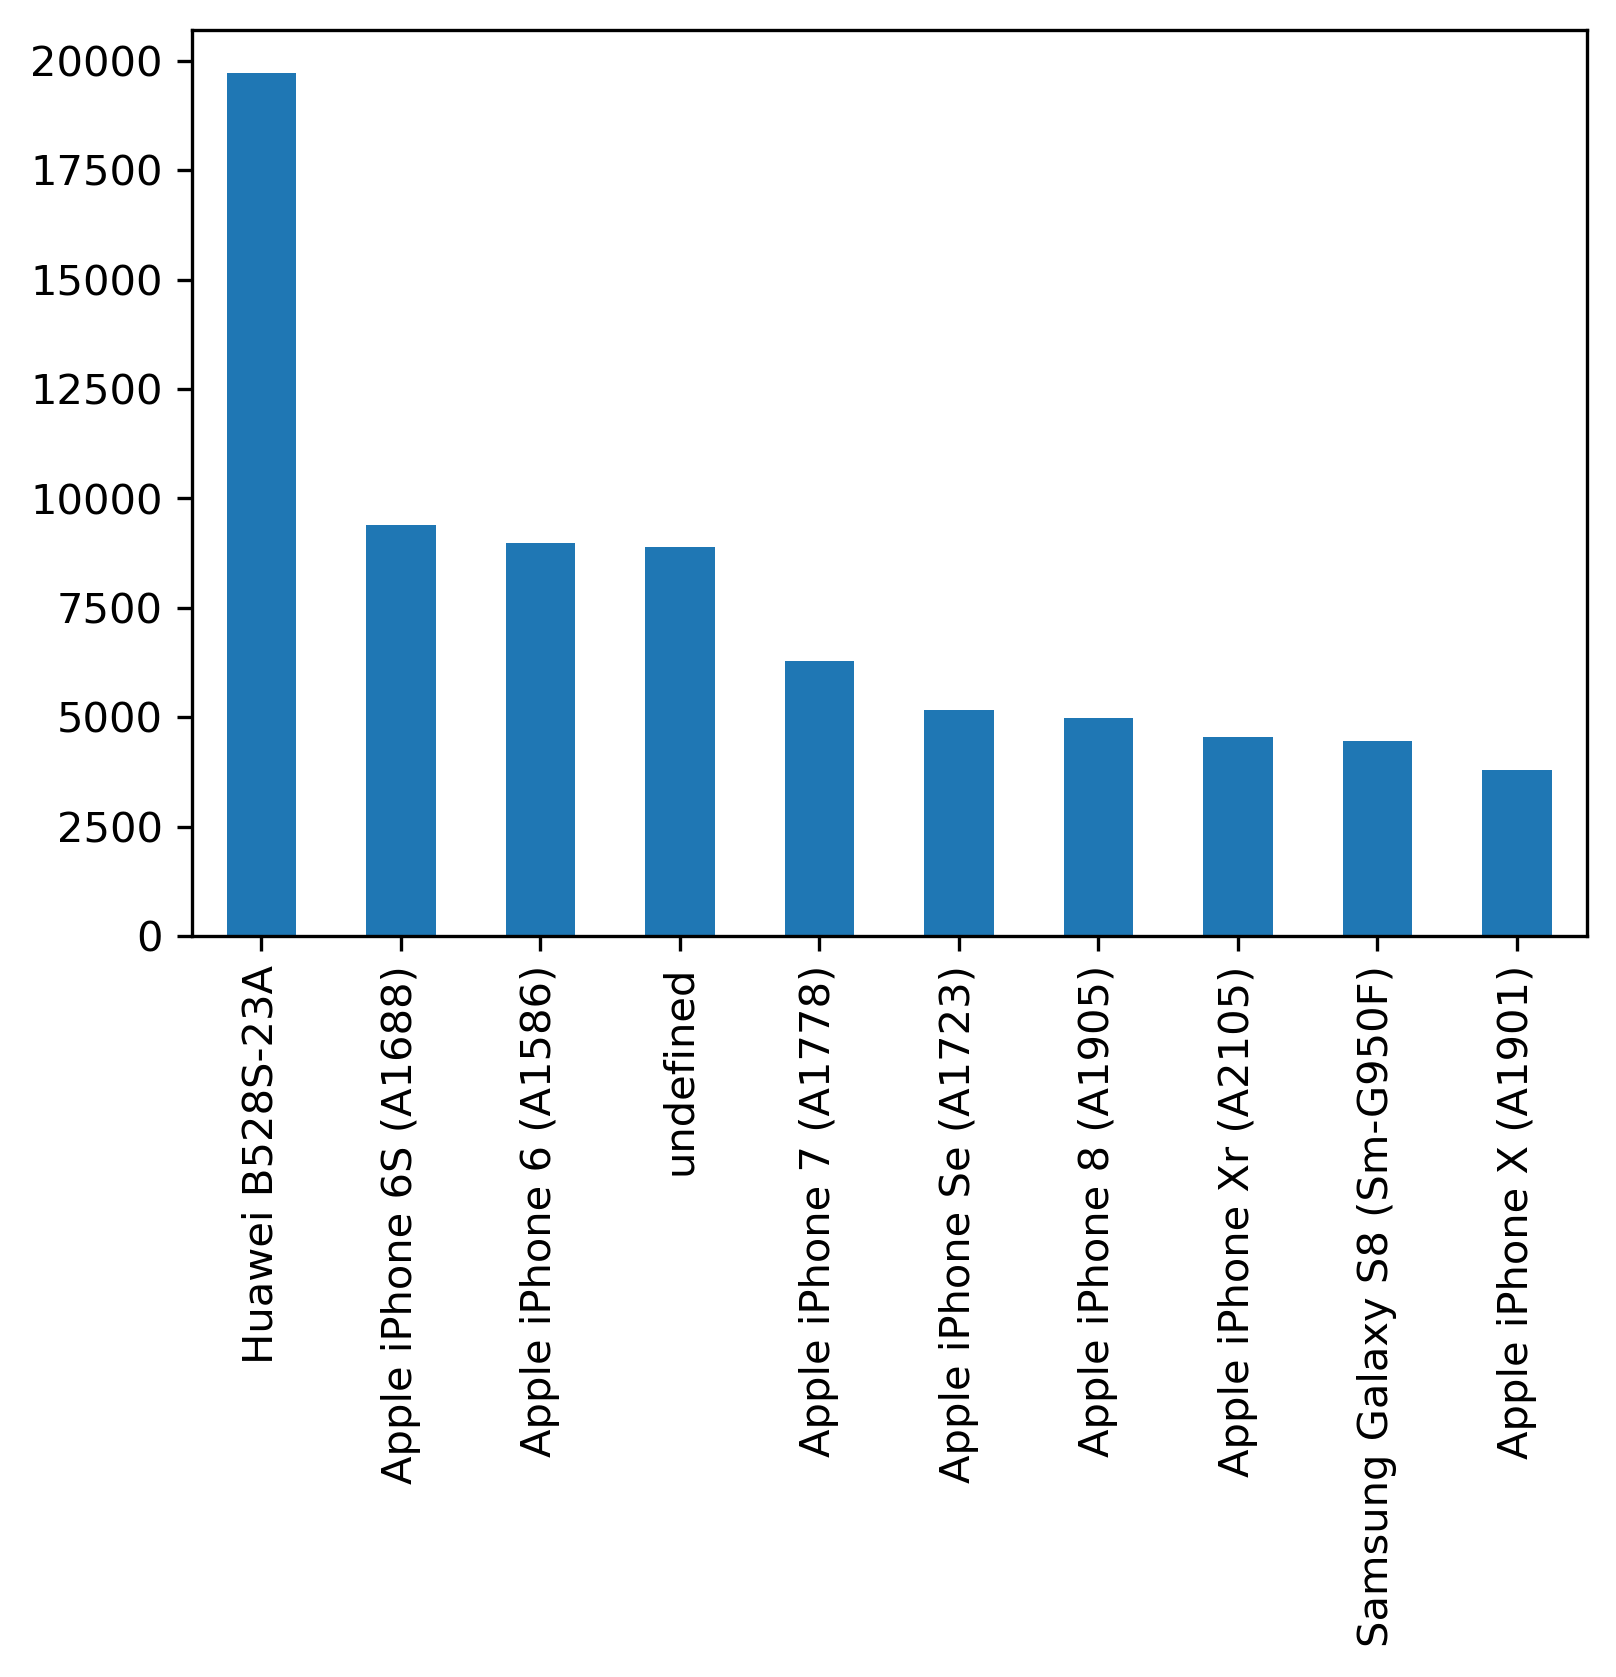 20000
17500
15000
12500
10000
7500
5000
2500
0
Huawei B528S-23A
Apple iPhone 6S (A1688)
Apple iPhone 6 (A1586)
undefined
Apple iPhone 7 (A1778)
Apple iPhone Se (A1723)
Apple iPhone 8 (A1905)
Apple iPhone Xr (A2105)
Samsung Galaxy S8 (Sm-G950F)
Apple iPhone X (A1901)